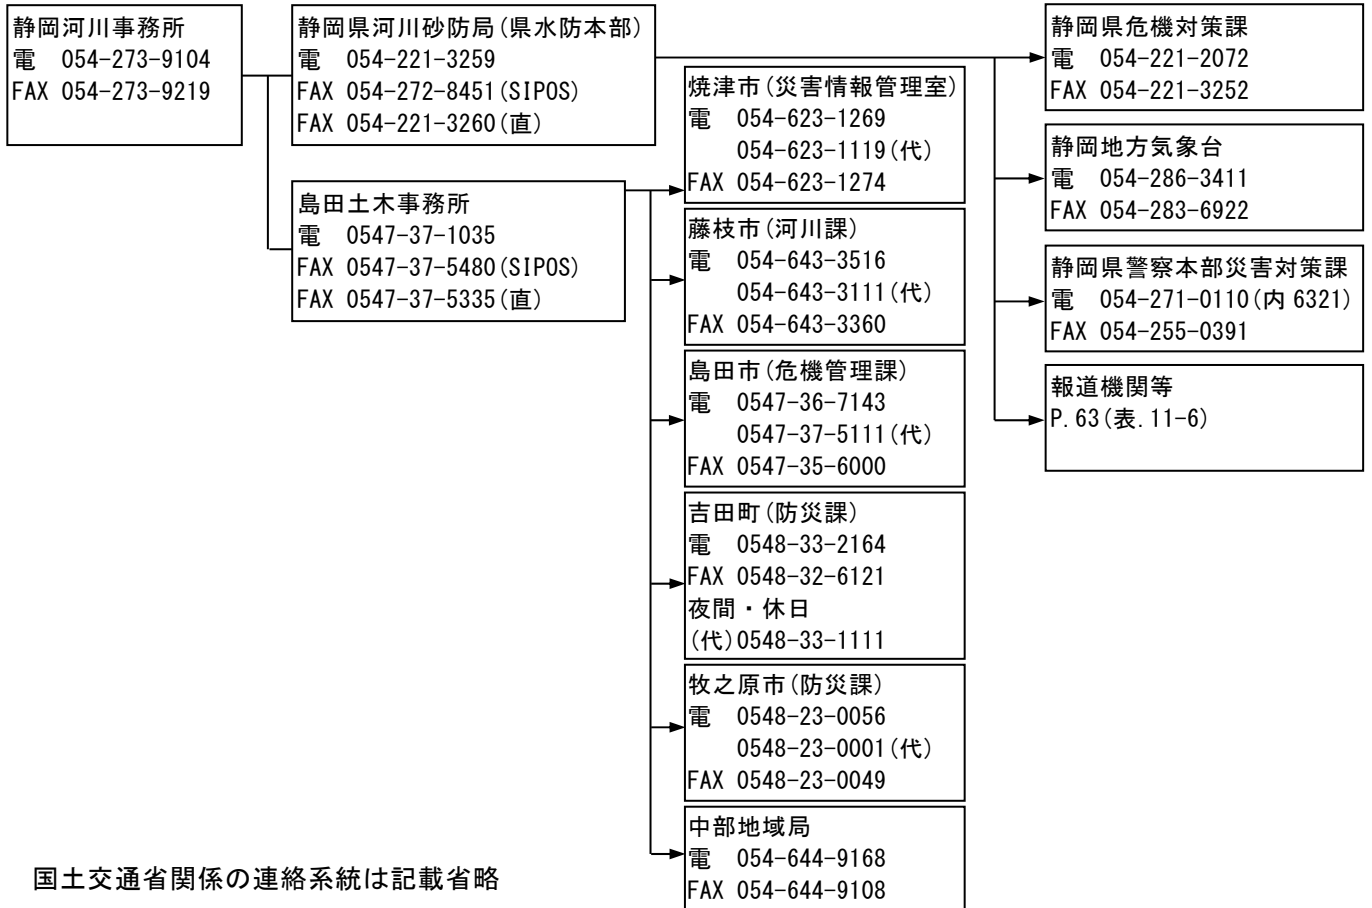 静岡河川事務所
電 054-273-9104
FAX 054-273-9219
静岡県河川砂防局(県水防本部)
電 054-221-3259
FAX 054-272-8451(SIPOS)
FAX 054-221-3260(直)
島田土木事務所
電 0547-37-1035
FAX 0547-37-5480(SIPOS)
FAX 0547-37-5335(直)
焼津市(災害情報管理室)
電 054-623-1269
054-623-1119(代)
FAX 054-623-1274
藤枝市(河川課)
電 054-643-3516
054-643-3111(代)
FAX 054-643-3360
島田市(危機管理課)
電 0547-36-7143
0547-37-5111(代)
FAX 0547-35-6000
吉田町(防災課)
電 0548-33-2164
FAX 0548-32-6121
夜間・休日
(代)0548-33-1111
牧之原市(防災課)
電 0548-23-0056
0548-23-0001(代)
FAX 0548-23-0049
中部地域局
電 054-644-9168
FAX 054-644-9108
静岡県危機対策課
電 054-221-2072
FAX 054-221-3252
静岡地方気象台
電 054-286-3411
FAX 054-283-6922
静岡県警察本部災害対策課
電 054-271-0110(内 6321)
FAX 054-255-0391
報道機関等
P.63(表.11-6)
国土交通省関係の連絡系統は記載省略